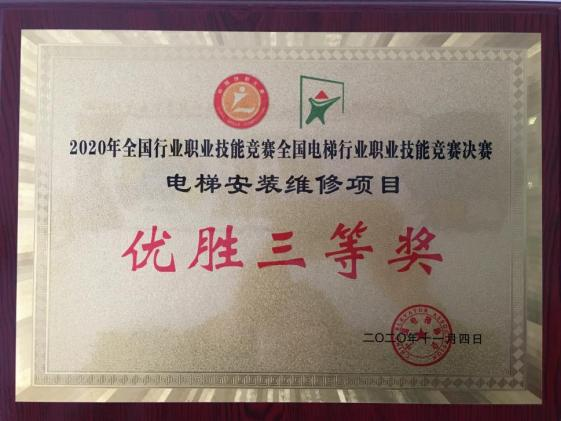 2020年全国行业职业技能竞赛全国电梯行业职业技能竞赛决赛
电梯安装维修项目
优胜三等奖
二〇二〇年十一月四日